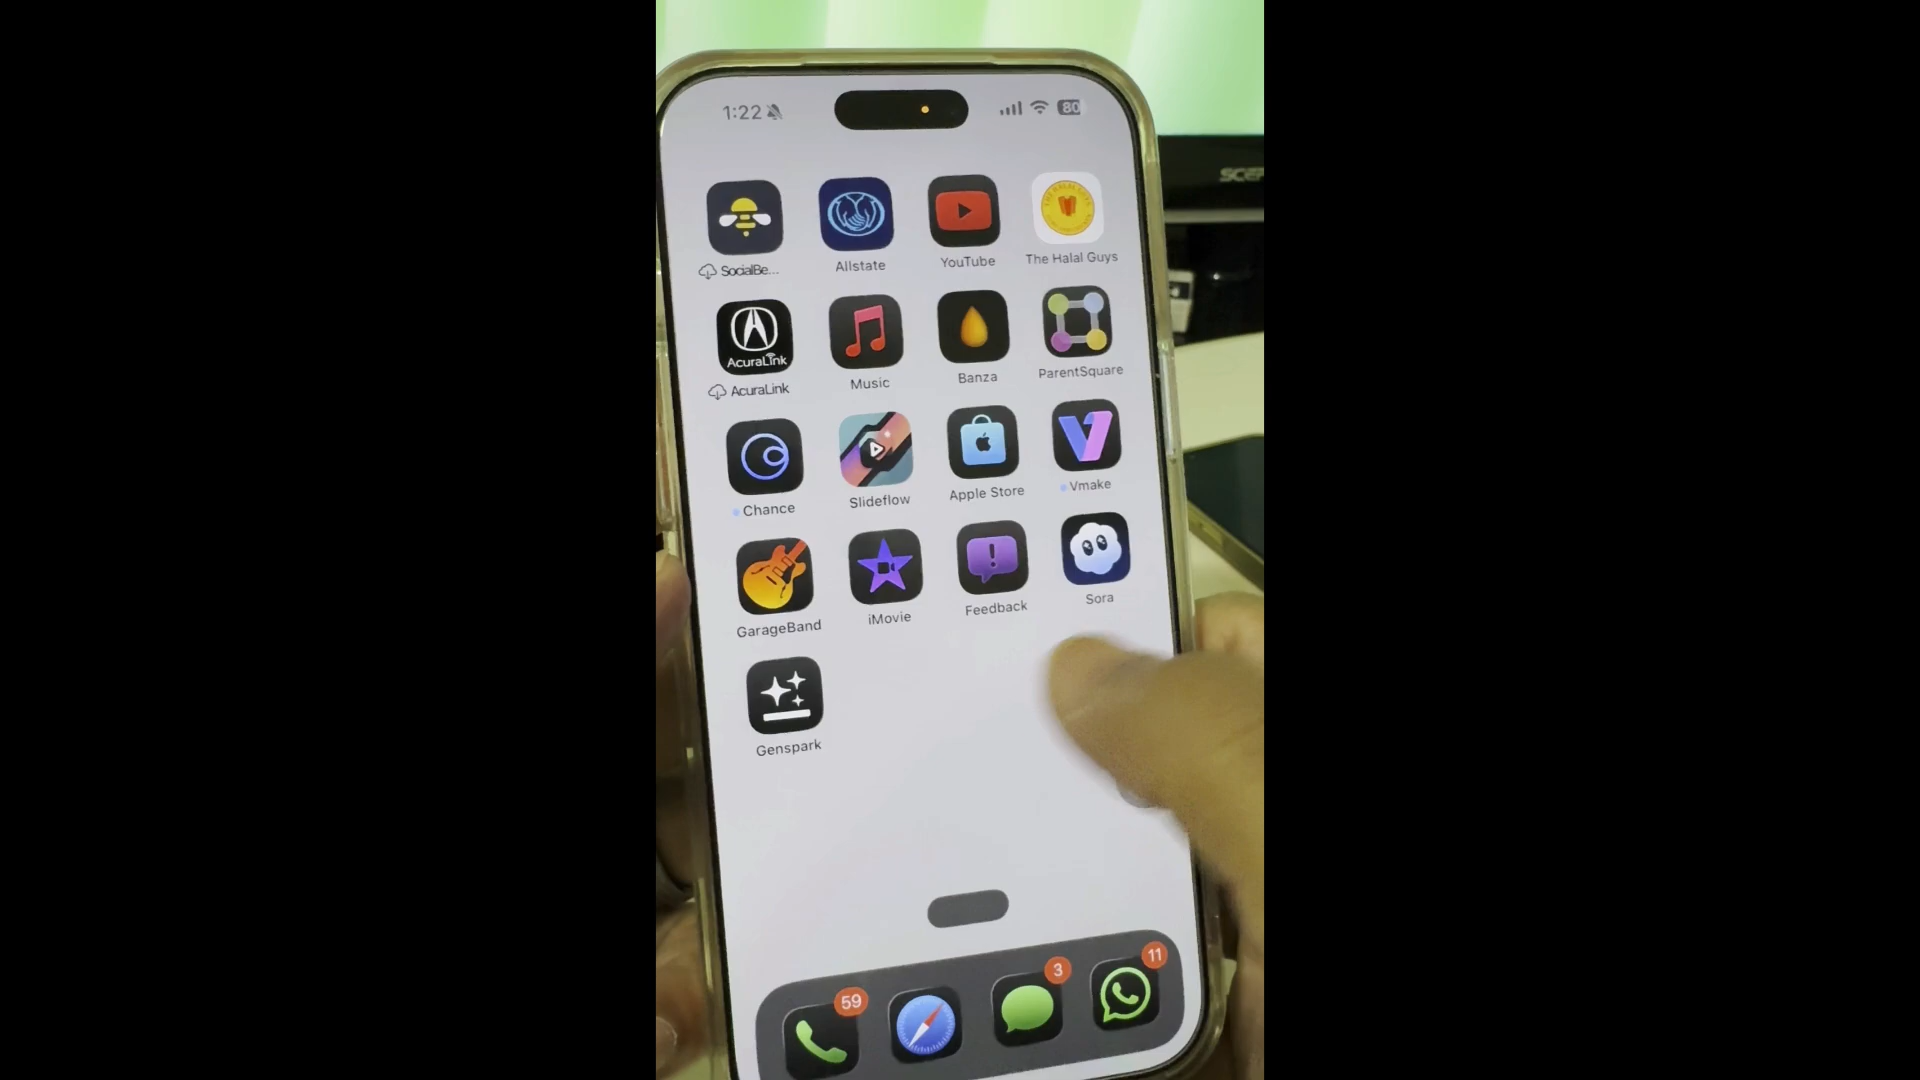 1:22 80
SocialBe...
Allstate
YouTube
The Halal Guys
AcuraLink
AcuraLink
Music
Banza
ParentSquare
Chance
Slideflow
Apple Store
Vmake
GarageBand
iMovie
Feedback
Sora
Genspark
59
3
11